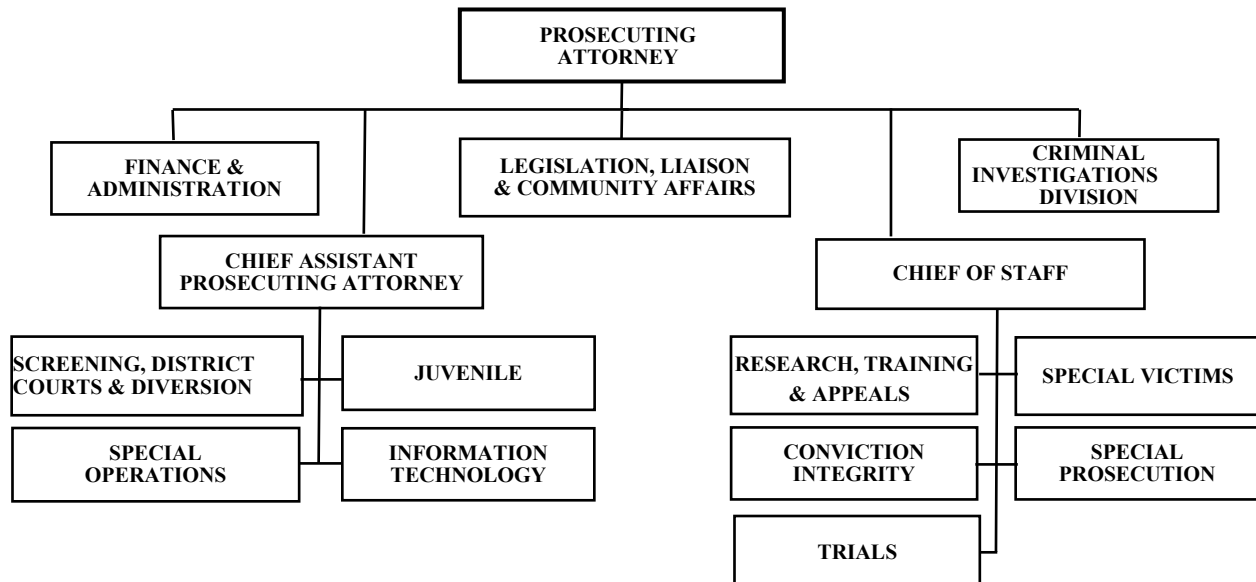 PROSECUTING
ATTORNEY
FINANCE &
ADMINISTRATION
LEGISLATION, LIAISON
& COMMUNITY AFFAIRS
CRIMINAL
INVESTIGATIONS
DIVISION
CHIEF ASSISTANT
PROSECUTING ATTORNEY
CHIEF OF STAFF
SCREENING, DISTRICT
COURTS & DIVERSION
JUVENILE
RESEARCH, TRAINING
& APPEALS
SPECIAL VICTIMS
SPECIAL
OPERATIONS
INFORMATION
TECHNOLOGY
CONVICTION
INTEGRITY
SPECIAL
PROSECUTION
TRIALS